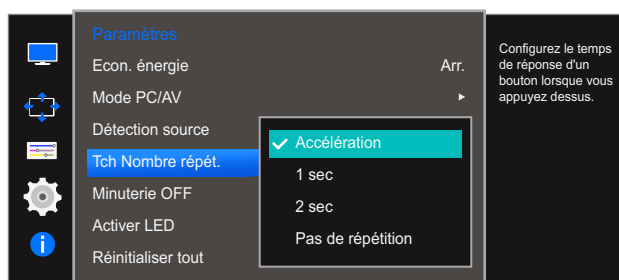 Paramètres
Econ. énergie Arr.
Mode PC/AV
Détection source
Tch Nombre répét.
Minuterie OFF
Activer LED
Réinitialiser tout
Accélération
1 sec
2 sec
Pas de répétition
Configurez le temps
de réponse d'un
bouton lorsque vous
appuyez dessus.